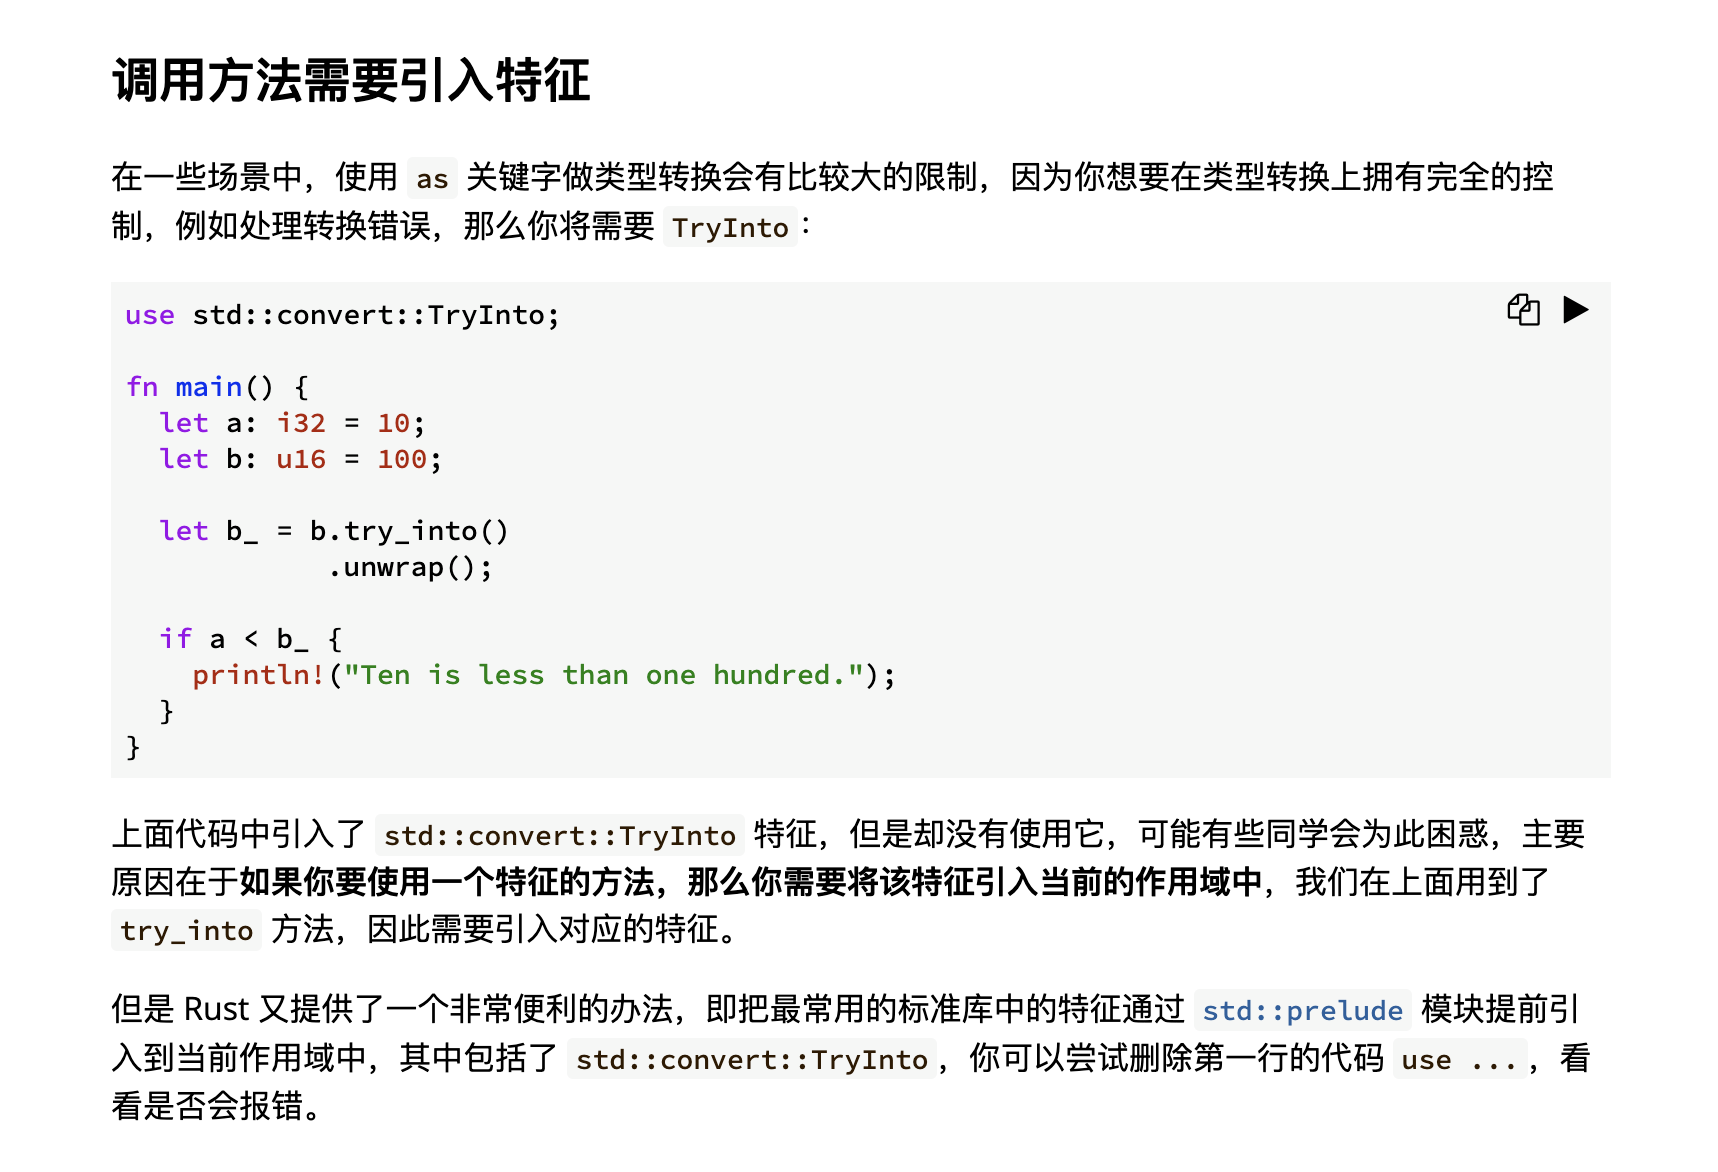 调用方法需要引入特征
在一些场景中，使用 as 关键字做类型转换会有比较大的限制，因为你想要在类型转换上拥有完全的控
制，例如处理转换错误，那么你将需要 TryInto：
use std::convert::TryInto;
fn main() {
  let a: i32 = 10;
  let b: u16 = 100;
  let b_ = b.try_into()
            .unwrap();
  if a < b_ {
    println!("Ten is less than one hundred.");
  }
}
上面代码中引入了 std::convert::TryInto 特征，但是却没有使用它，可能有些同学会为此困惑，主要
原因在于如果你要使用一个特征的方法，那么你需要将该特征引入当前的作用域中，我们在上面用到了
try_into 方法，因此需要引入对应的特征。
但是 Rust 又提供了一个非常便利的办法，即把最常用的标准库中的特征通过 std::prelude 模块提前引
入到当前作用域中，其中包括了 std::convert::TryInto，你可以尝试删除第一行的代码 use ...，看
看是否会报错。